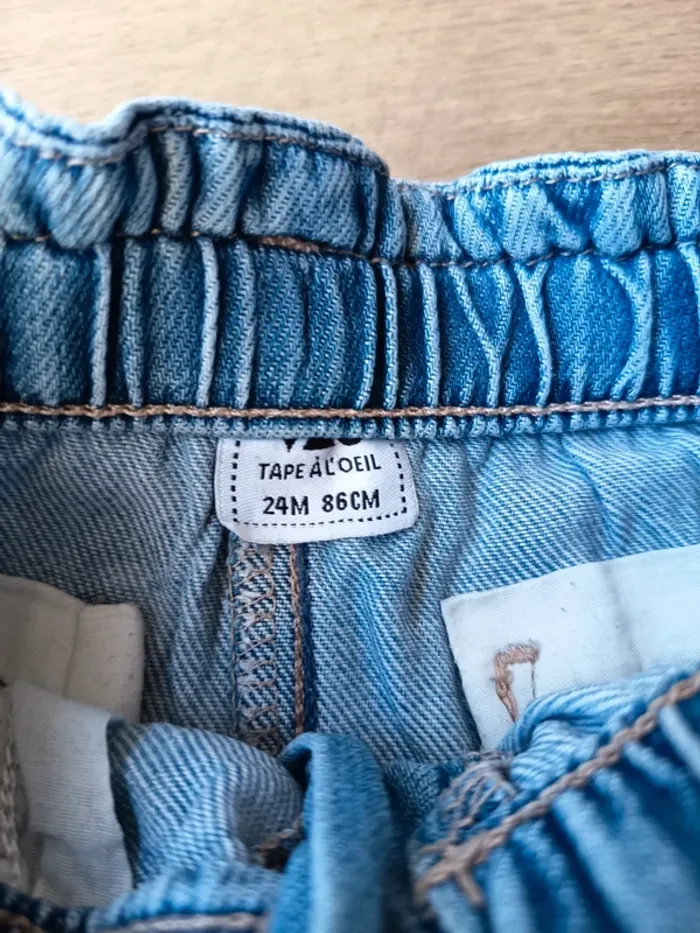 TAPE À L'OEIL
24M 86CM